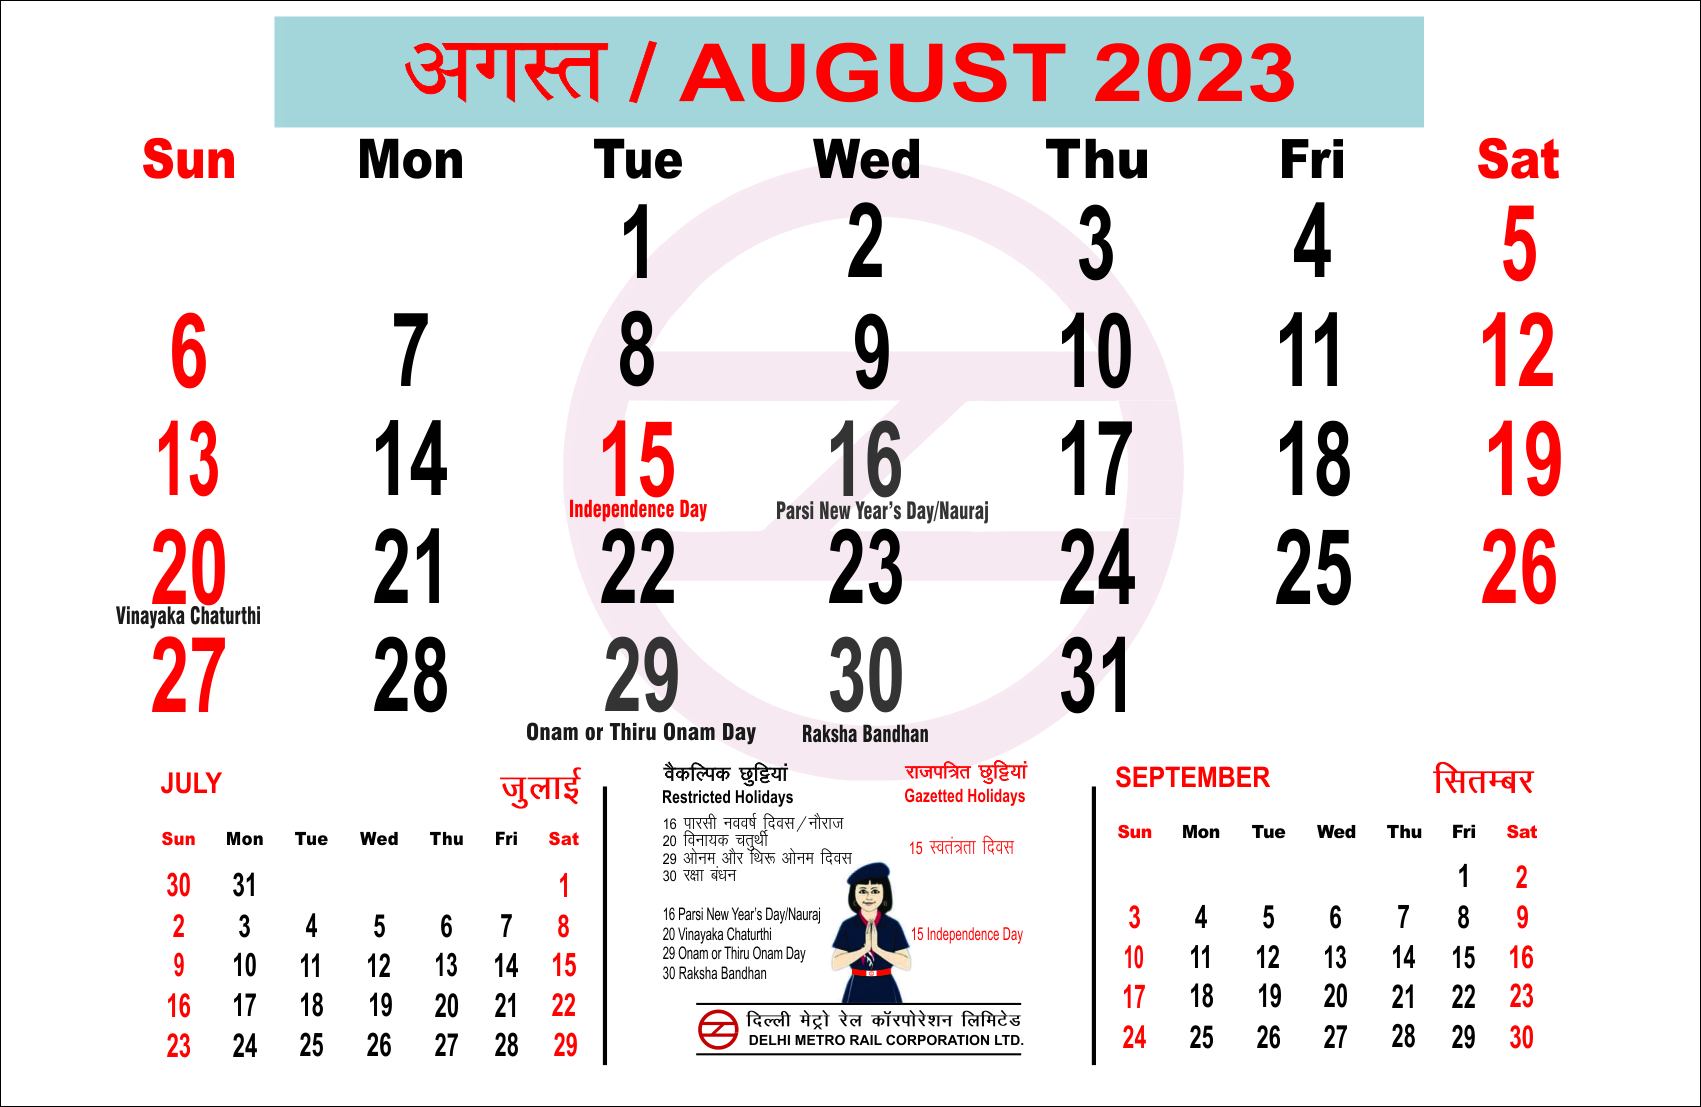 अगस्त / AUGUST 2023
Sun Mon Tue Wed Thu Fri Sat
1 2 3 4 5
6 7 8 9 10 11 12
13 14 15 16 17 18 19
Independence Day Parsi New Year's Day/Nauraj
20 21 22 23 24 25 26
Vinayaka Chaturthi
27 28 29 30 31
Onam or Thiru Onam Day Raksha Bandhan
JULY जुलाई
Sun Mon Tue Wed Thu Fri Sat
30 31 1
2 3 4 5 6 7 8
9 10 11 12 13 14 15
16 17 18 19 20 21 22
23 24 25 26 27 28 29
वैकल्पिक छुट्टियां
Restricted Holidays
16 पारसी नववर्ष दिवस/नौराज
20 विनायक चतुर्थी
29 ओनम और थिरू ओनम दिवस
30 रक्षा बंधन
16 Parsi New Year's Day/Nauraj
20 Vinayaka Chaturthi
29 Onam or Thiru Onam Day
30 Raksha Bandhan
राजपत्रित छुट्टियां
Gazetted Holidays
15 स्वतंत्रता दिवस
15 Independence Day
दिल्ली मेट्रो रेल कॉरपोरेशन लिमिटेड
DELHI METRO RAIL CORPORATION LTD.
SEPTEMBER सितम्बर
Sun Mon Tue Wed Thu Fri Sat
1 2
3 4 5 6 7 8 9
10 11 12 13 14 15 16
17 18 19 20 21 22 23
24 25 26 27 28 29 30